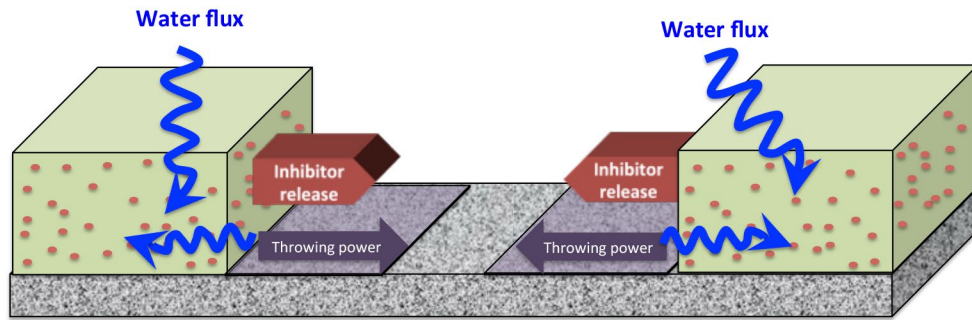 Water flux
Water flux
Inhibitor
release
Inhibitor
release
Throwing power
Throwing power